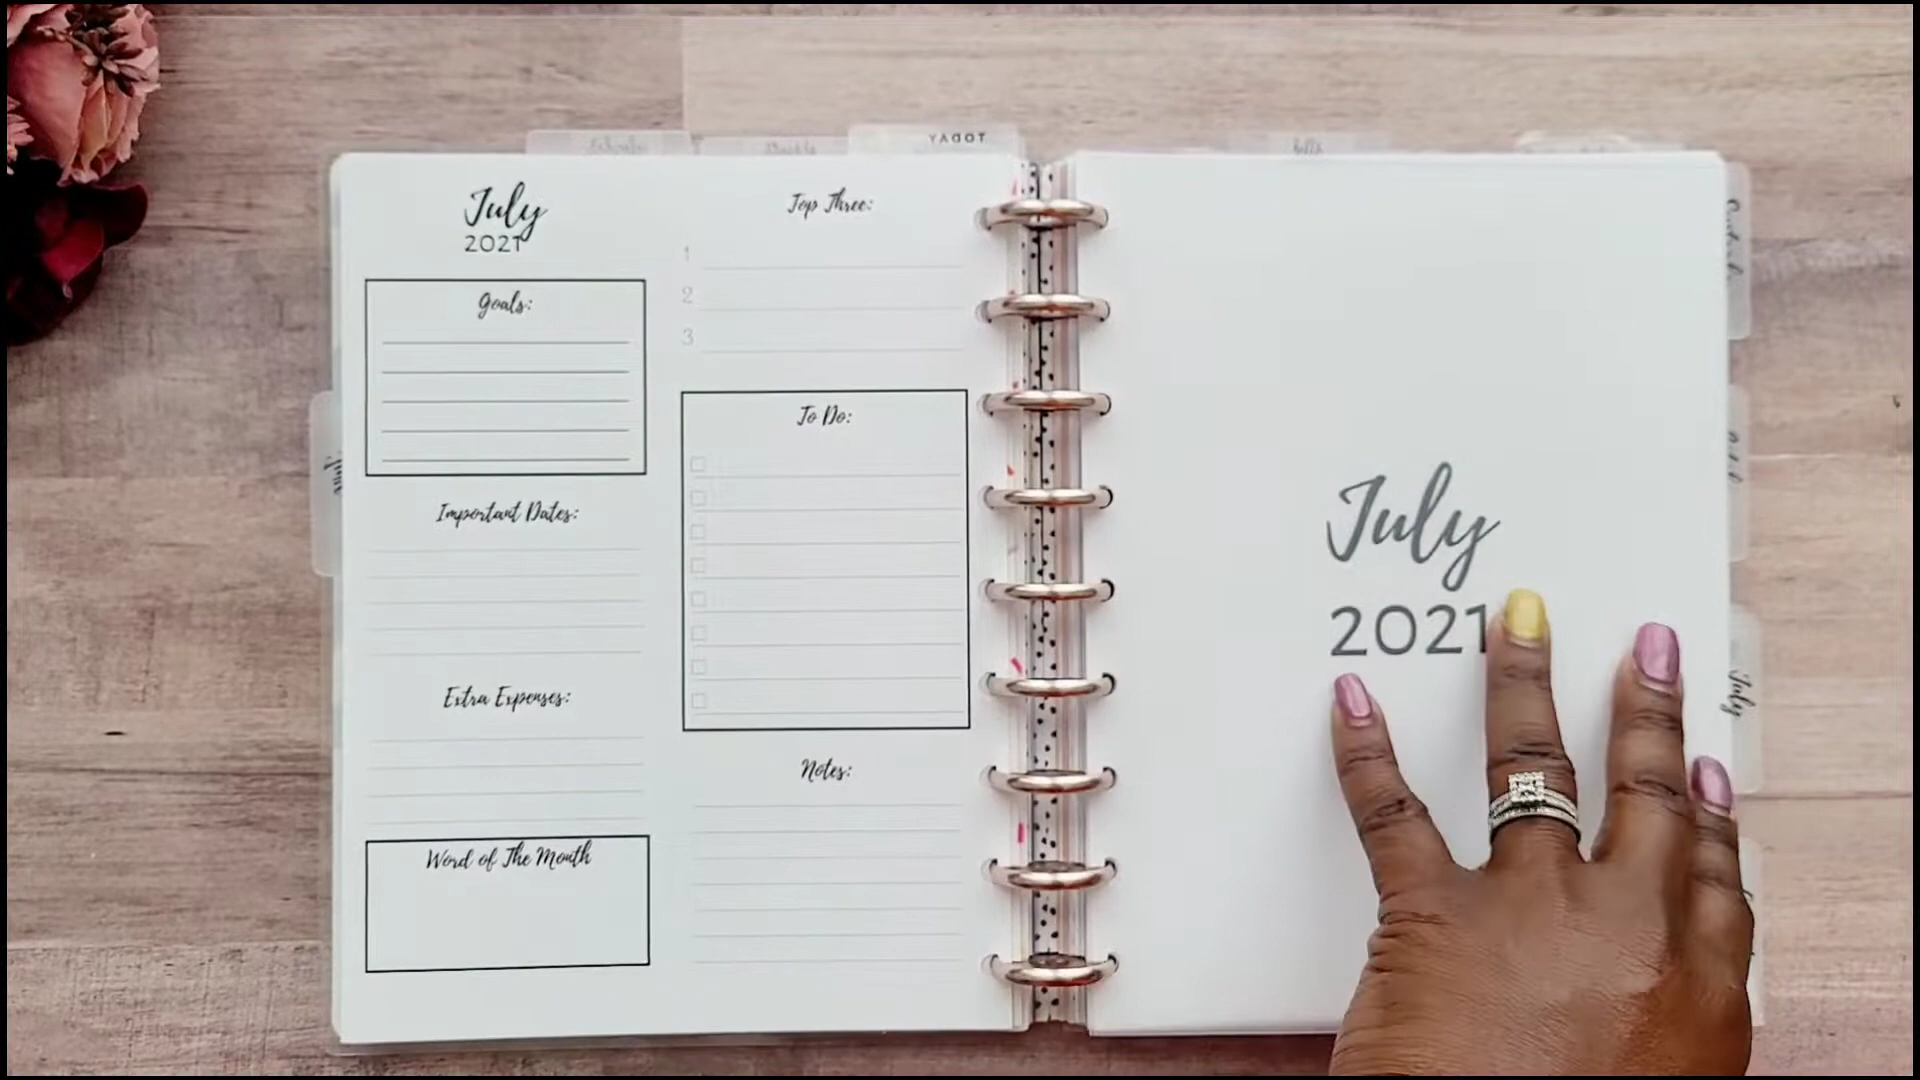 TODAY
July
2021
Goals:
Important Dates:
Extra Expenses:
Word of The Month
Top Three:
1
2
3
To Do:
Notes:
July
2021
July